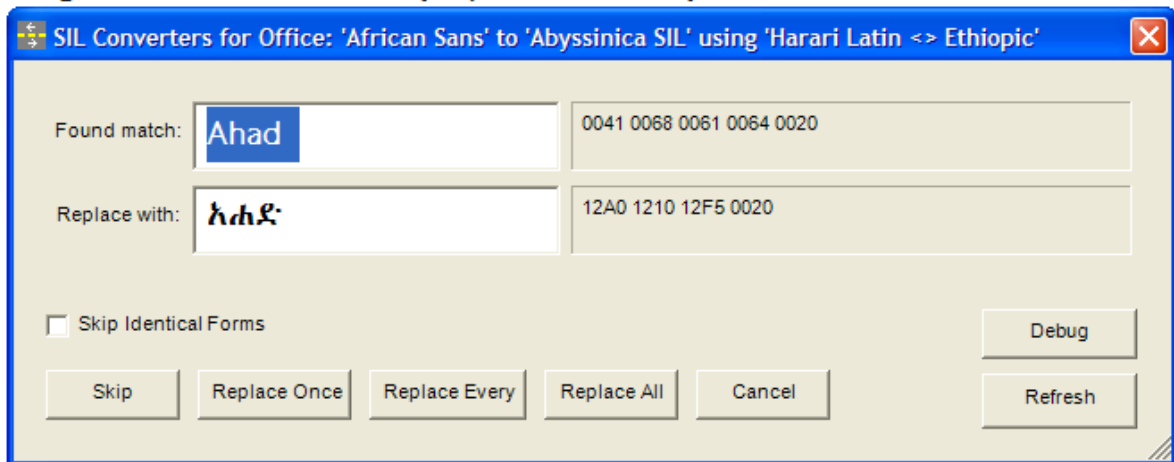 SIL Converters for Office: 'African Sans' to 'Abyssinica SIL' using 'Harari Latin <> Ethiopic'
Found match: Ahad 0041 0068 0061 0064 0020
Replace with: አሐድ 12A0 1210 12F5 0020
Skip Identical Forms
Debug
Skip Replace Once Replace Every Replace All Cancel
Refresh